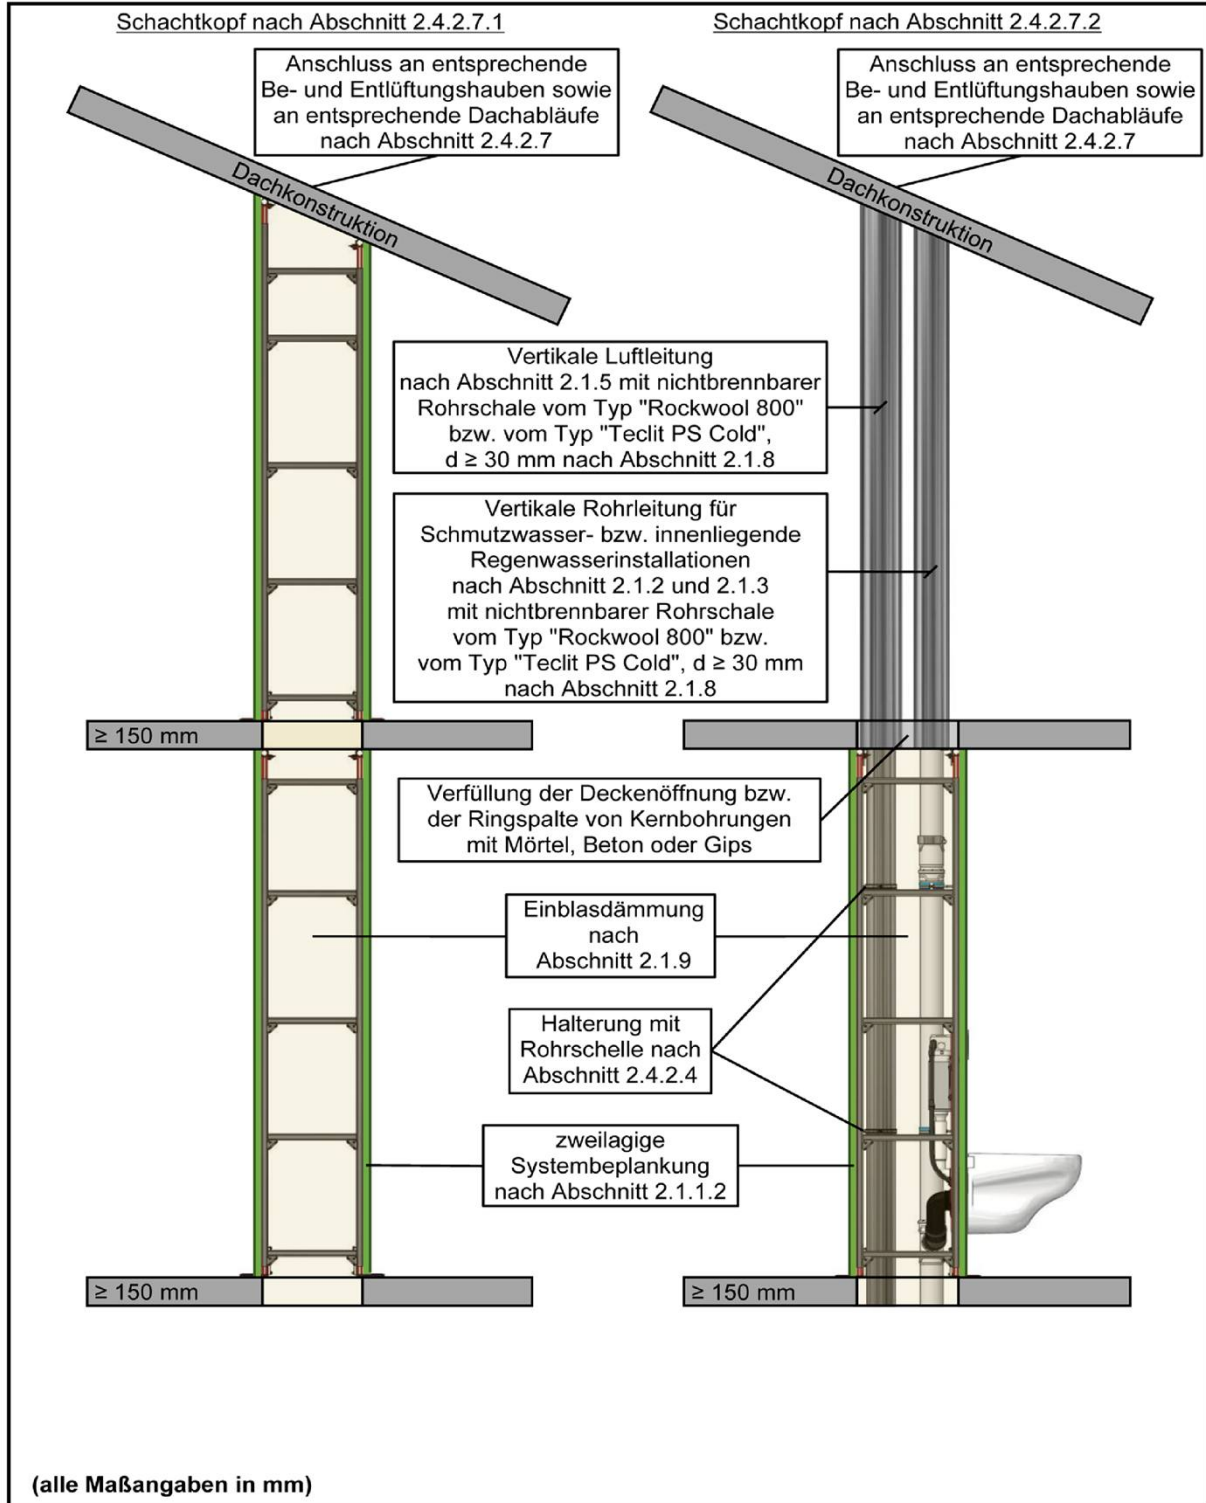 Schachtkopf nach Abschnitt 2.4.2.7.1
Schachtkopf nach Abschnitt 2.4.2.7.2
Anschluss an entsprechende
Be- und Entlüftungshauben sowie
an entsprechende Dachabläufe
nach Abschnitt 2.4.2.7
Anschluss an entsprechende
Be- und Entlüftungshauben sowie
an entsprechende Dachabläufe
nach Abschnitt 2.4.2.7
Dachkonstruktion
Dachkonstruktion
Vertikale Luftleitung
nach Abschnitt 2.1.5 mit nichtbrennbarer
Rohrschale vom Typ "Rockwool 800"
bzw. vom Typ "Teclit PS Cold",
d ≥ 30 mm nach Abschnitt 2.1.8
Vertikale Rohrleitung für
Schmutzwasser- bzw. innenliegende
Regenwasserinstallationen
nach Abschnitt 2.1.2 und 2.1.3
mit nichtbrennbarer Rohrschale
vom Typ "Rockwool 800" bzw.
vom Typ "Teclit PS Cold", d ≥ 30 mm
nach Abschnitt 2.1.8
≥ 150 mm
Verfüllung der Deckenöffnung bzw.
der Ringspalte von Kernbohrungen
mit Mörtel, Beton oder Gips
Einblasdämmung
nach
Abschnitt 2.1.9
Halterung mit
Rohrschelle nach
Abschnitt 2.4.2.4
zweilagige
Systembeplankung
nach Abschnitt 2.1.1.2
≥ 150 mm
≥ 150 mm
(alle Maßangaben in mm)